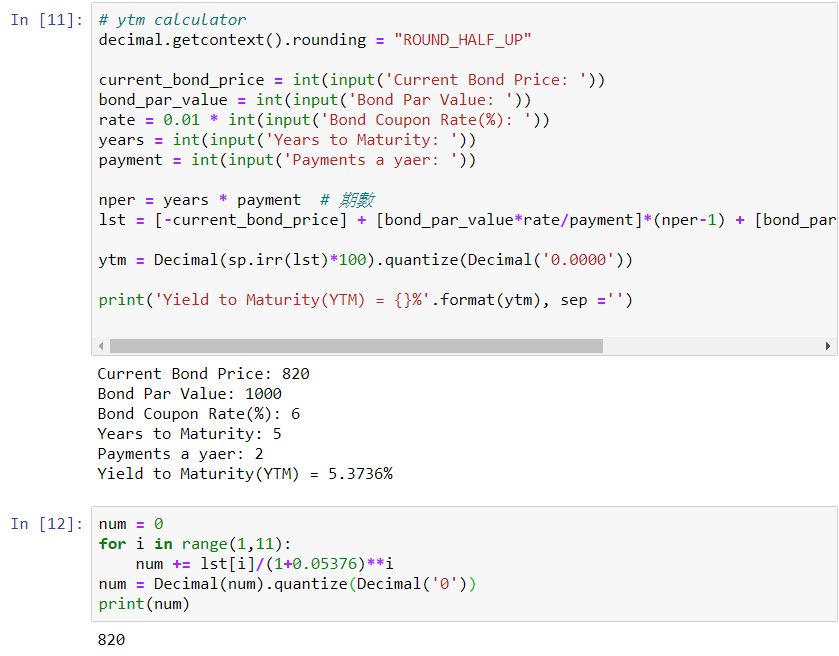 In [11]:
# ytm calculator
decimal.getcontext().rounding = "ROUND_HALF_UP"
current_bond_price = int(input('Current Bond Price: '))
bond_par_value = int(input('Bond Par Value: '))
rate = 0.01 * int(input('Bond Coupon Rate(%): '))
years = int(input('Years to Maturity: '))
payment = int(input('Payments a yaer: '))
nper = years * payment  # 期數
lst = [-current_bond_price] + [bond_par_value*rate/payment]*(nper-1) + [bond_par
ytm = Decimal(sp.irr(lst)*100).quantize(Decimal('0.0000'))
print('Yield to Maturity(YTM) = {}%'.format(ytm), sep ='')
Current Bond Price: 820
Bond Par Value: 1000
Bond Coupon Rate(%): 6
Years to Maturity: 5
Payments a yaer: 2
Yield to Maturity(YTM) = 5.3736%
In [12]:
num = 0
for i in range(1,11):
    num += lst[i]/(1+0.05376)**i
num = Decimal(num).quantize(Decimal('0'))
print(num)
820